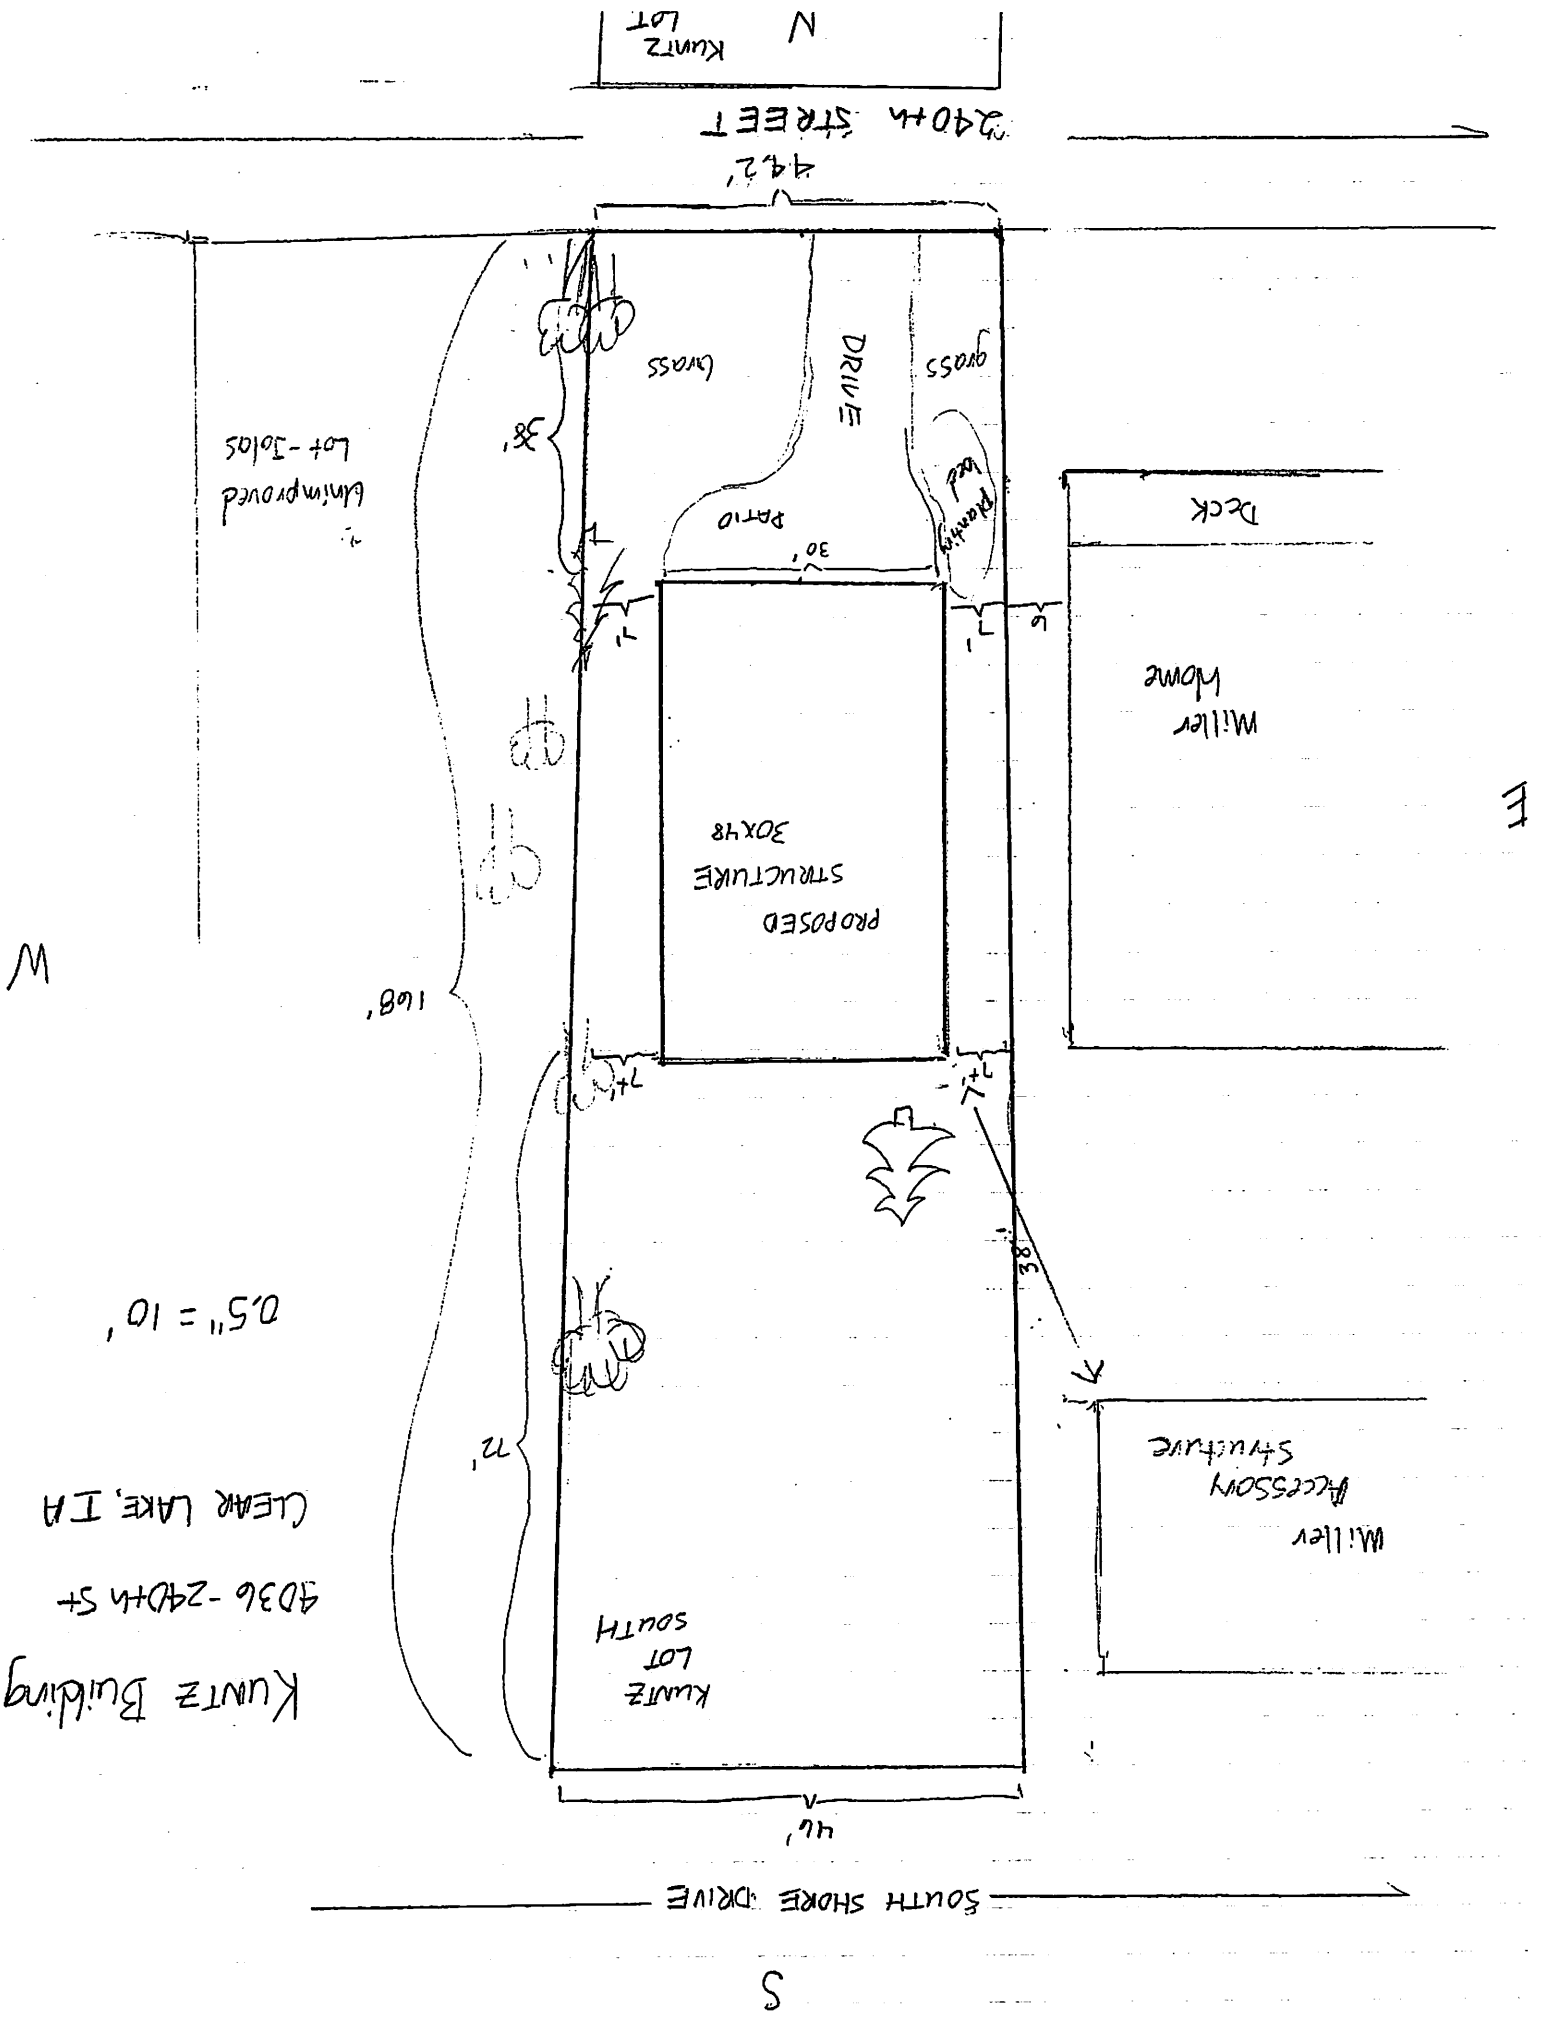 S
SOUTH SHORE DRIVE
46'
KUNTZ
LOT
SOUTH
KUNTZ Building
4036 - 240th St
CLEAR LAKE, IA
Miller
Accessory
Structure
72'
0.5" = 10'
38
7+'
7+'
168'
W
PROPOSED
STRUCTURE
30x48
E
Miller
Home
6
7'
7'
30'
DECK
planting
bed
PATIO
Unimproved
Lot - Jolas
38'
grass
DRIVE
Grass
44.2'
240th STREET
KUNTZ
LOT
N